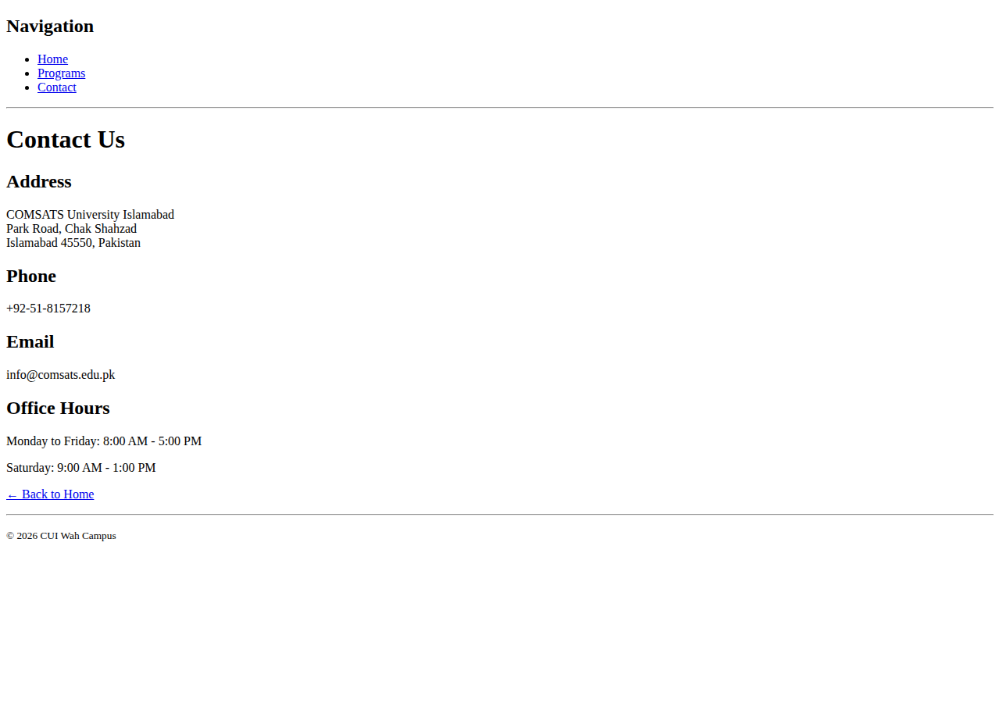 Navigation
Home
Programs
Contact
Contact Us
Address
COMSATS University Islamabad
Park Road, Chak Shahzad
Islamabad 45550, Pakistan
Phone
+92-51-8157218
Email
info@comsats.edu.pk
Office Hours
Monday to Friday: 8:00 AM - 5:00 PM
Saturday: 9:00 AM - 1:00 PM
← Back to Home
© 2026 CUI Wah Campus